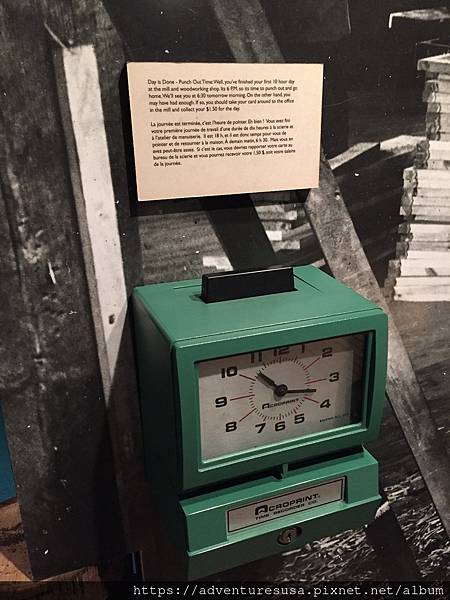 Day is Done - Punch Out Time: Well, you've finished your first 10 hour day
at the mill and woodworking shop. Its 6 P.M. so its time to punch out and go
home. We'll see you at 6:30 tomorrow morning. On the other hand, you
may have had enough. If so, you should take your card around to the office
in the mill and collect your $1.50 for the day.
La journée est terminée, c'est l'heure de pointer. Eh bien ! Vous avez fini
votre première journée de travail d'une durée de dix heures à la scierie et
à l'atelier de menuiserie. Il est 18 h, et il est donc temps pour vous de
pointer et de retourner à la maison. À demain matin, 6 h 30. Mais vous en
avez peut-être assez. Si c'est le cas, vous devriez rapporter votre carte au
bureau de la scierie et vous pourrez recevoir votre 1,50 $, soit votre salaire
de la journée.
11 12 1
10 2
9 3
8 4
7 6 5
ACROPRINT
ACROPRINT
TIME RECORDER CO.
https://adventuresusa.pixnet.net/album